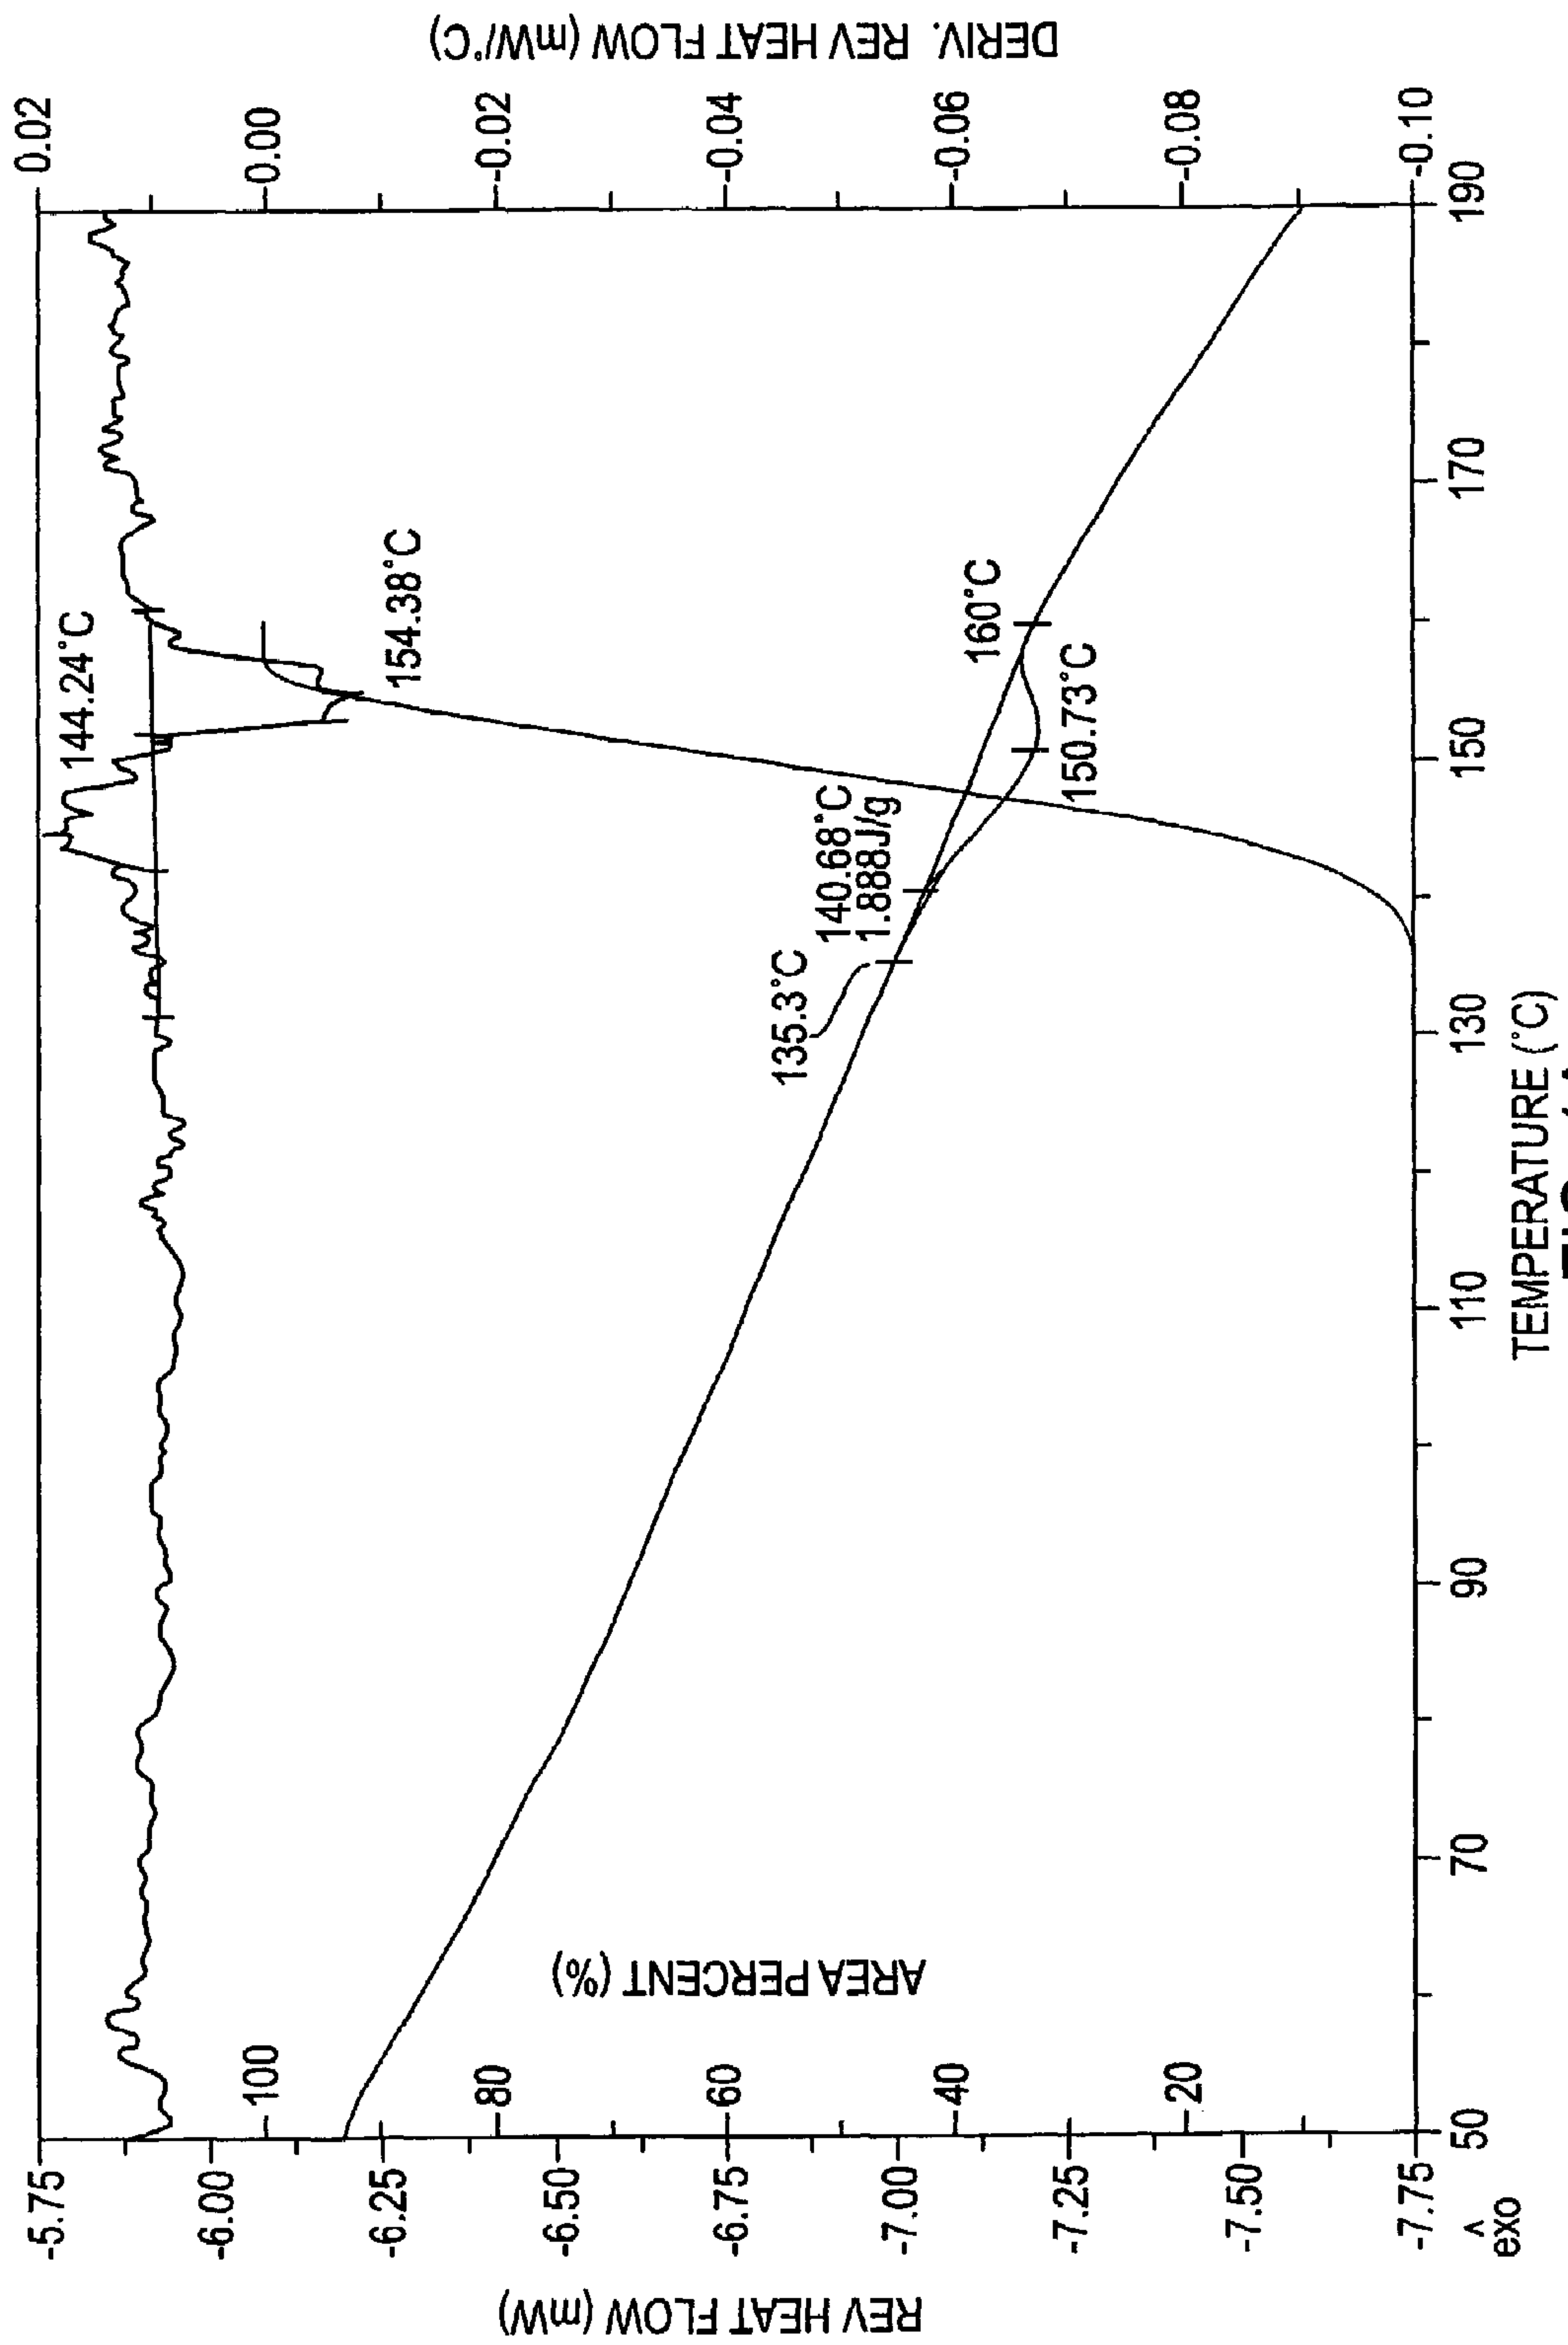 REV HEAT FLOW (mW)
-5.75
-6.00
-6.25
-6.50
-6.75
-7.00
-7.25
-7.50
-7.75
exo
^
AREA PERCENT (%)
100
80
60
40
20
144.24°C
154.38°C
135.3°C
140.68°C
1.888J/g
160°C
150.73°C
0.02
0.00
-0.02
-0.04
-0.06
-0.08
-0.10
DERIV. REV HEAT FLOW (mW/°C)
50
70
90
110
130
150
170
190
TEMPERATURE (°C)